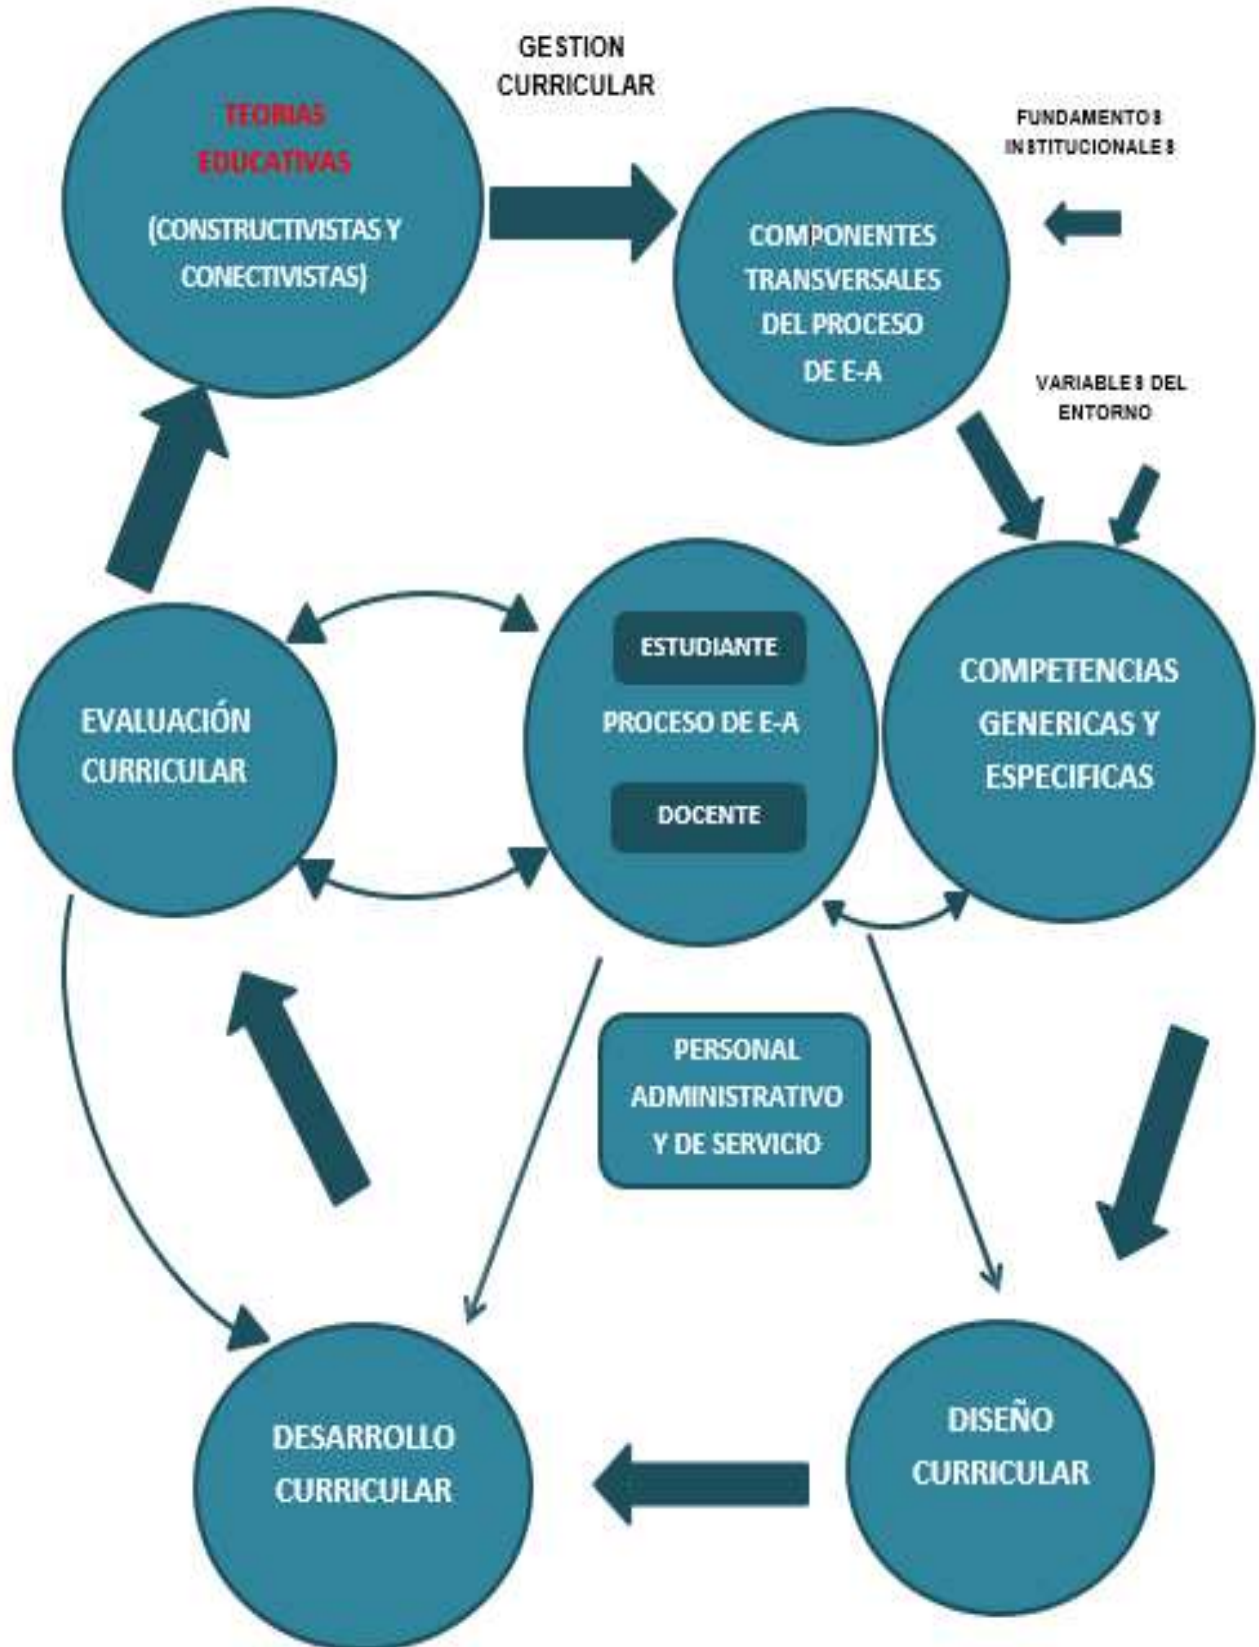 GESTION
CURRICULAR
TEORIAS
EDUCATIVAS
(CONSTRUCTIVISTAS Y
CONECTIVISTAS)
FUNDAMENTOS
INSTITUCIONALES
COMPONENTES
TRANSVERSALES
DEL PROCESO
DE E-A
VARIABLES DEL
ENTORNO
ESTUDIANTE
PROCESO DE E-A
DOCENTE
COMPETENCIAS
GENERICAS Y
ESPECIFICAS
EVALUACIÓN
CURRICULAR
PERSONAL
ADMINISTRATIVO
Y DE SERVICIO
DESARROLLO
CURRICULAR
DISEÑO
CURRICULAR